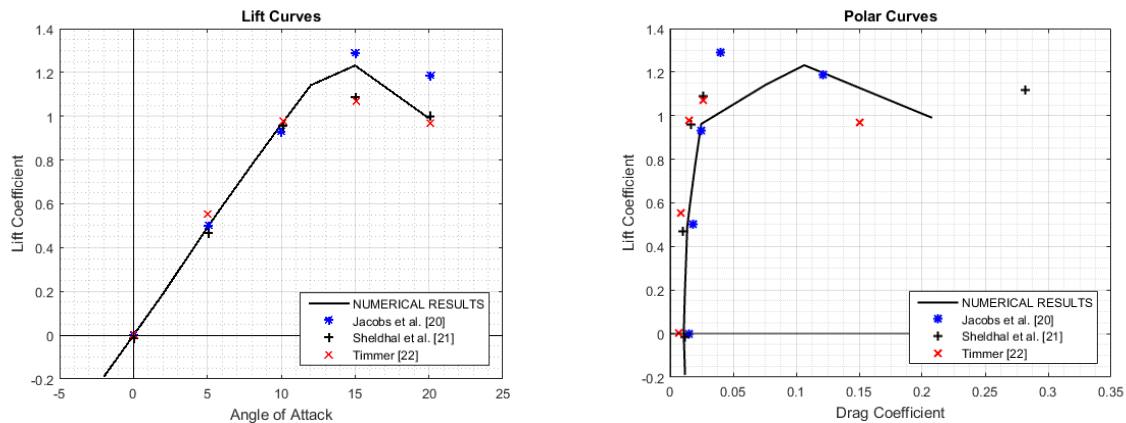 Lift Curves
1.4
1.2
1
0.8
0.6
0.4
0.2
0
-0.2
Lift Coefficient
-5
0
5
10
15
20
25
Angle of Attack
NUMERICAL RESULTS
Jacobs et al. [20]
Sheldhal et al. [21]
Timmer [22]
Polar Curves
1.4
1.2
1
0.8
0.6
0.4
0.2
0
-0.2
Lift Coefficient
0
0.05
0.1
0.15
0.2
0.25
0.3
0.35
Drag Coefficient
NUMERICAL RESULTS
Jacobs et al. [20]
Sheldhal et al. [21]
Timmer [22]